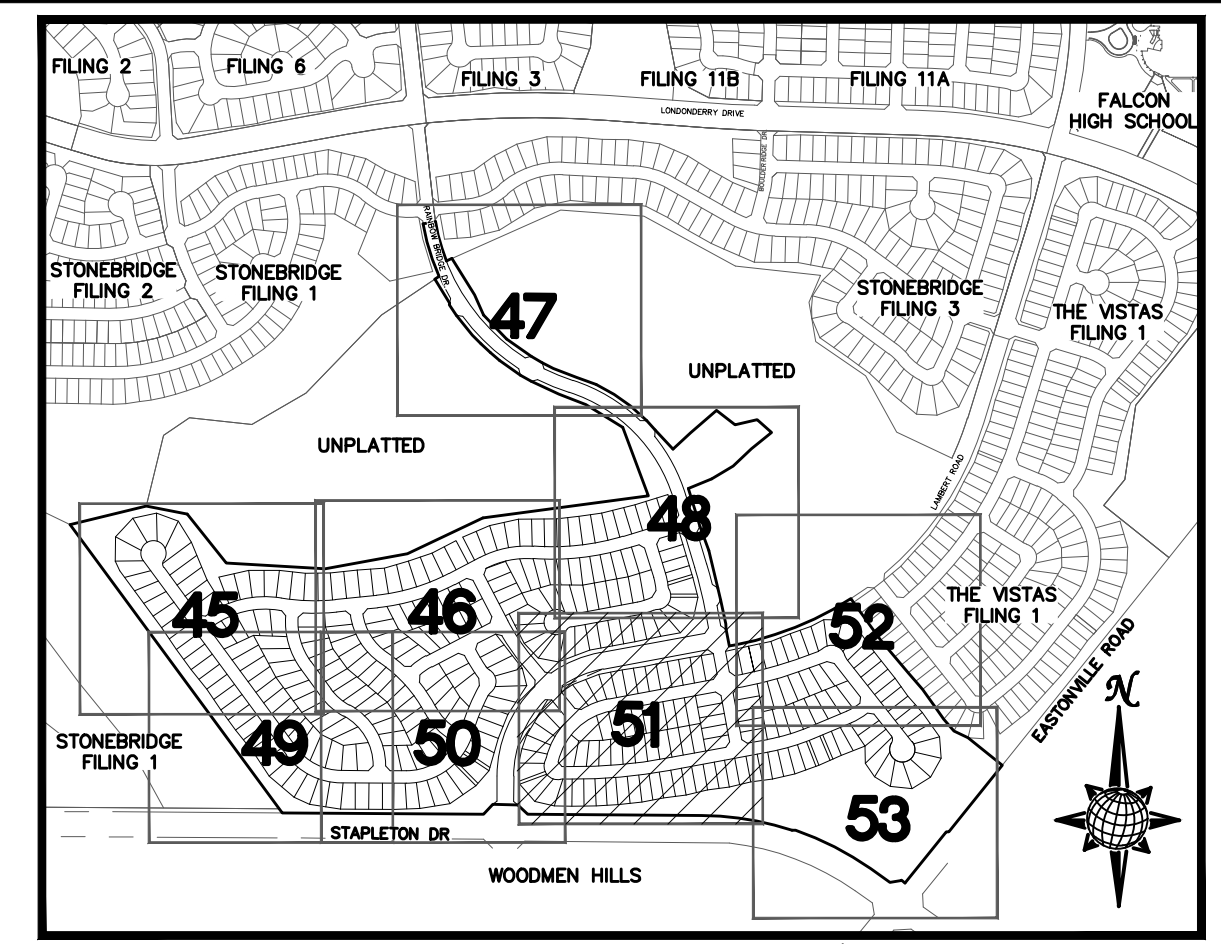 FILING 2
FILING 6
FILING 3
FILING 11B
FILING 11A
LONDONDERRY DRIVE
FALCON
HIGH SCHOOL
BOULDER RIDGE DR
RAINBOW BRIDGE DR.
STONEBRIDGE
FILING 2
STONEBRIDGE
FILING 1
STONEBRIDGE
FILING 3
THE VISTAS
FILING 1
47
UNPLATTED
UNPLATTED
LAMBERT ROAD
48
45
46
52
THE VISTAS
FILING 1
EASTONVILLE ROAD
N
STONEBRIDGE
FILING 1
49
50
51
53
STAPLETON DR
WOODMEN HILLS